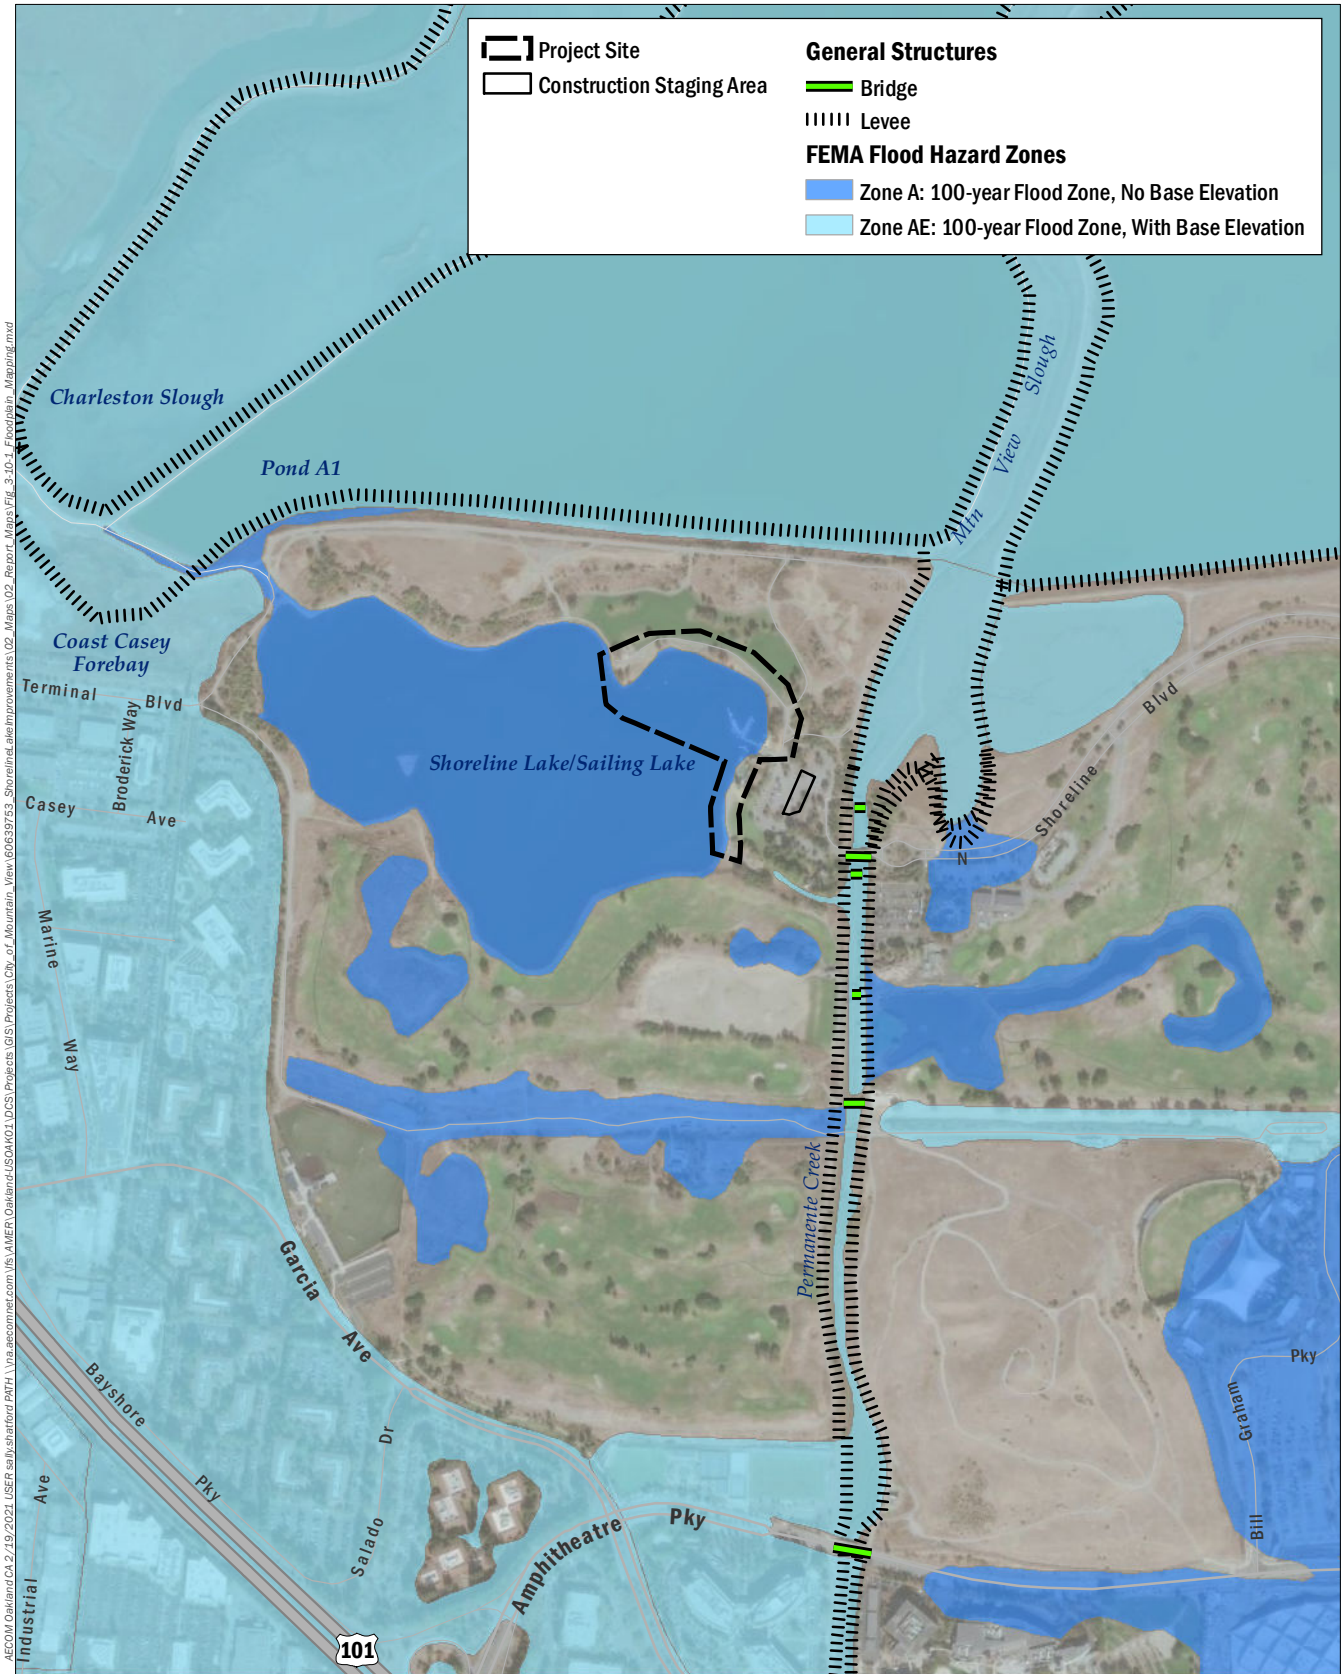 Project Site
Construction Staging Area
General Structures
Bridge
Levee
FEMA Flood Hazard Zones
Zone A: 100-year Flood Zone, No Base Elevation
Zone AE: 100-year Flood Zone, With Base Elevation
Charleston Slough
Pond A1
Mtn View Slough
Coast Casey
Forebay
Terminal Blvd
Broderick Way
Casey Ave
Shoreline Lake/Sailing Lake
N Shoreline Blvd
Marine Way
Permanente Creek
Garcia Ave
Bayshore Pky
Salado Dr
Amphitheatre Pky
Bill Graham Pky
Industrial Ave
101
AECOM Oakland CA 2/19/2021 USER sally.shatford PATH \\na.aecomnet.com\lfs\AMER\Oakland-USOAK01\DCS\Projects\GIS\Projects\City_of_Mountain_View\60639753_ShorelineLakeImprovements\02_Maps\02_Report_Maps\Fig_3-10-1_Floodplain_Mapping.mxd